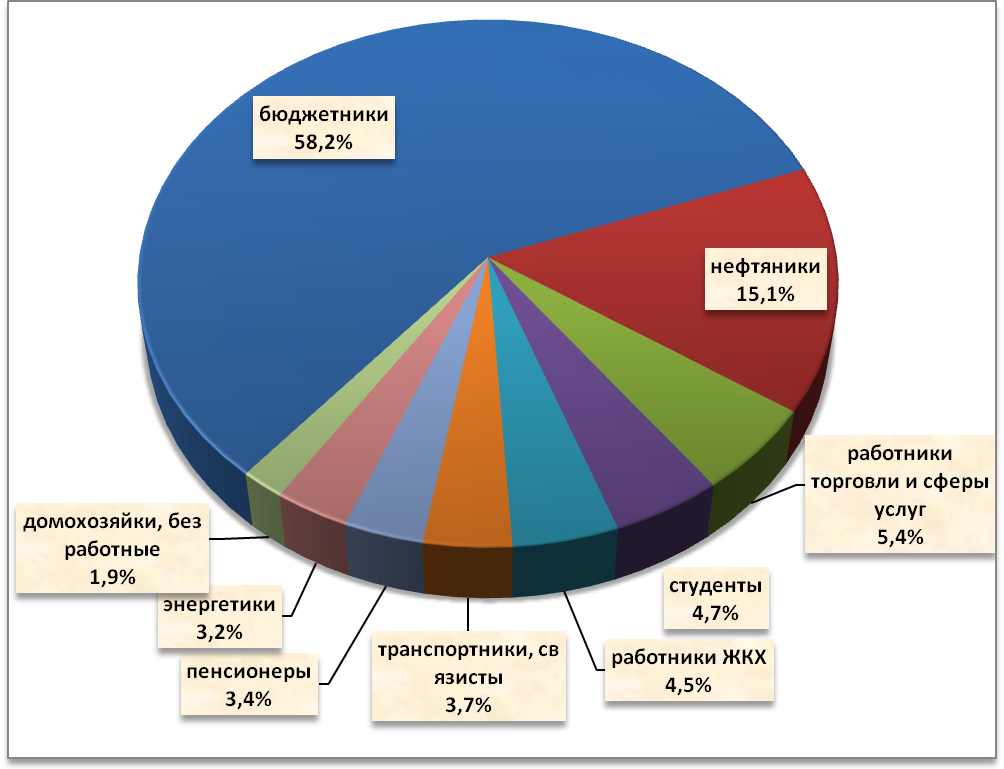 бюджетники
58,2%
нефтяники
15,1%
работники
торговли и сферы
услуг
5,4%
студенты
4,7%
работники ЖКХ
4,5%
транспортники, св
язисты
3,7%
пенсионеры
3,4%
энергетики
3,2%
домохозяйки, без
работные
1,9%